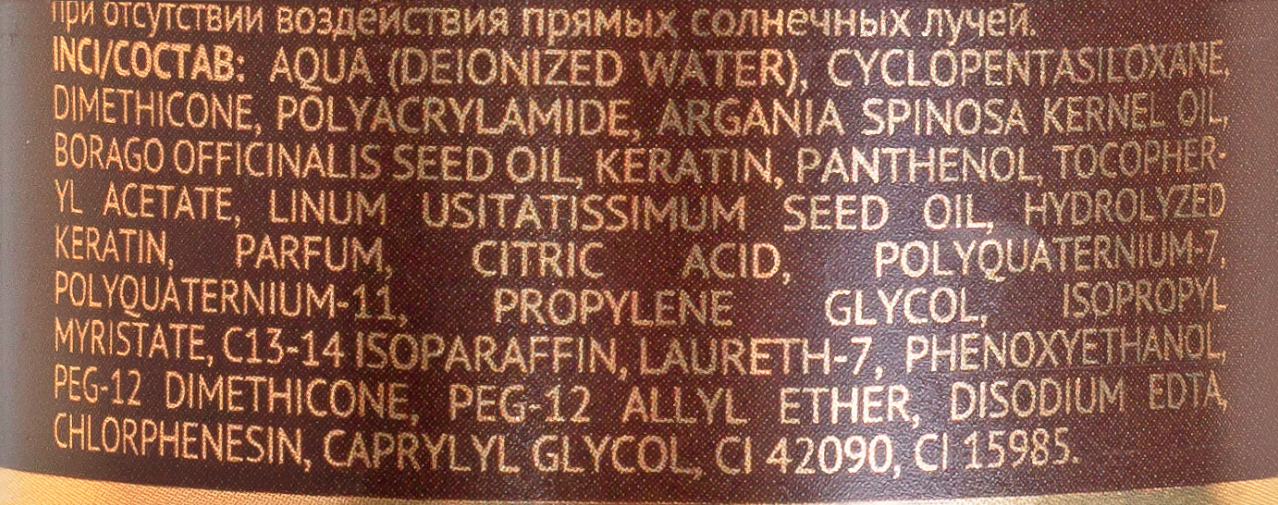 при отсутствии воздействия прямых солнечных лучей.
INCI/СОСТАВ: AQUA (DEIONIZED WATER), CYCLOPENTASILOXANE,
DIMETHICONE, POLYACRYLAMIDE, ARGANIA SPINOSA KERNEL OIL,
BORAGO OFFICINALIS SEED OIL, KERATIN, PANTHENOL, TOCOPHER-
YL ACETATE, LINUM USITATISSIMUM SEED OIL, HYDROLYZED
KERATIN, PARFUM, CITRIC ACID, POLYQUATERNIUM-7,
POLYQUATERNIUM-11, PROPYLENE GLYCOL, ISOPROPYL
MYRISTATE, C13-14 ISOPARAFFIN, LAURETH-7, PHENOXYETHANOL,
PEG-12 DIMETHICONE, PEG-12 ALLYL ETHER, DISODIUM EDTA,
CHLORPHENESIN, CAPRYLYL GLYCOL, CI 42090, CI 15985.